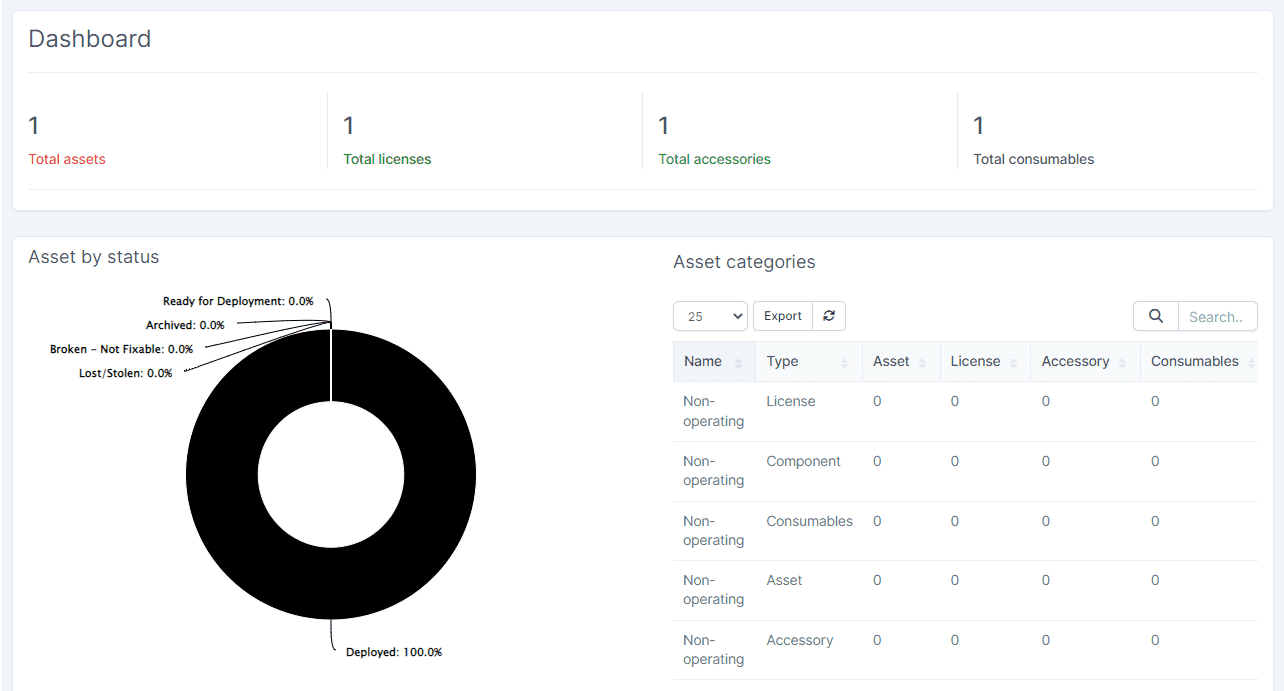 Dashboard
1
Total assets
1
Total licenses
1
Total accessories
1
Total consumables
Asset by status
Ready for Deployment: 0.0%
Archived: 0.0%
Broken – Not Fixable: 0.0%
Lost/Stolen: 0.0%
Deployed: 100.0%
Asset categories
25 Export Search..
Name Type Asset License Accessory Consumables
Non-
operating License 0 0 0 0
Non-
operating Component 0 0 0 0
Non-
operating Consumables 0 0 0 0
Non-
operating Asset 0 0 0 0
Non-
operating Accessory 0 0 0 0